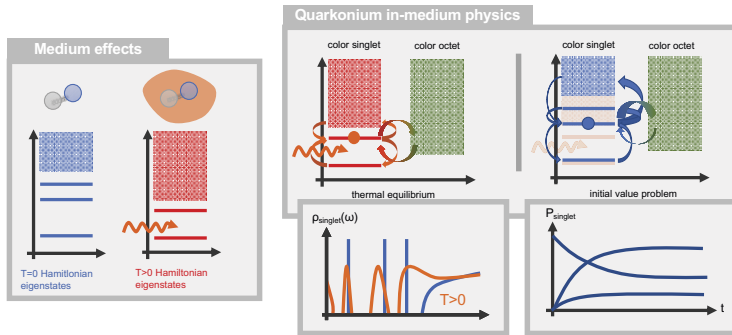 Quarkonium in-medium physics
Medium effects
color singlet
color octet
color singlet
color octet
thermal equilibrium
initial value problem
ρsinglet(ω)
T>0
Psinglet
t
T=0 Hamitlonian
eigenstates
T>0 Hamiltonian
eigenstates